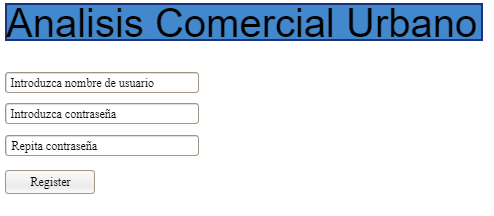 Analisis Comercial Urbano
Introduzca nombre de usuario
Introduzca contraseña
Repita contraseña
Register